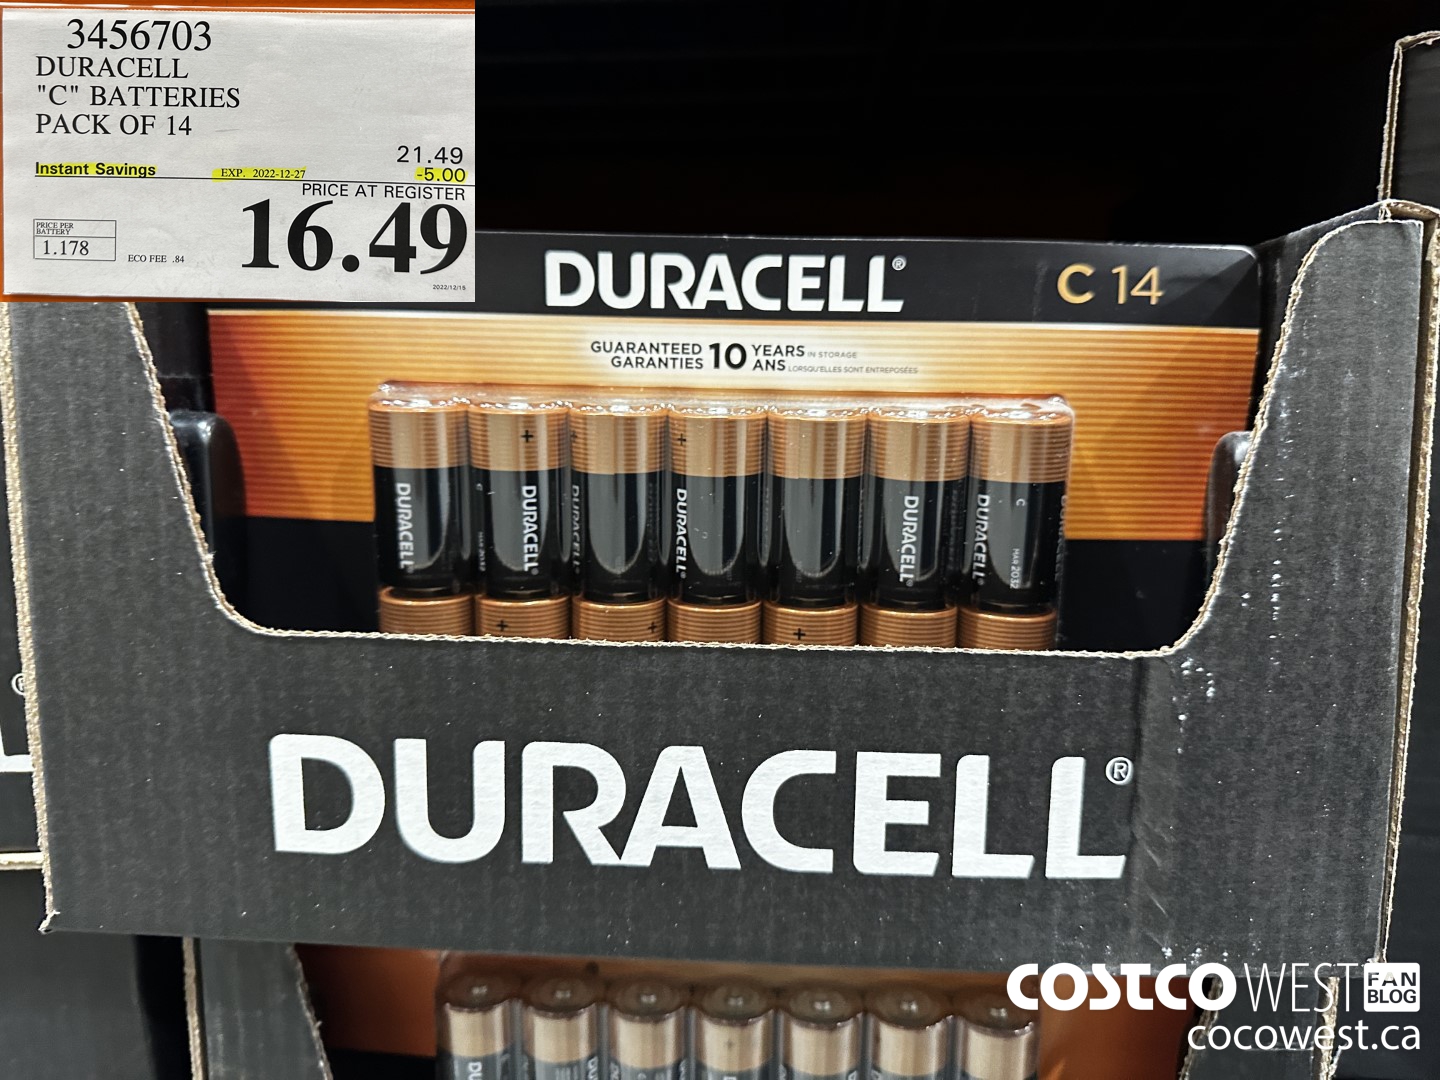 3456703
DURACELL
"C" BATTERIES
PACK OF 14
21.49
Instant Savings EXP. 2022-12-27 -5.00
PRICE AT REGISTER
16.49
PRICE PER
BATTERY
1.178
ECO FEE .84
2022/12/15
DURACELL® C 14
GUARANTEED 10 YEARS IN STORAGE
GARANTIES ANS LORSQU'ELLES SONT ENTREPOSÉES
DURACELL
DURACELL®
DURACELL
DURACELL®
DURACELL®
DURACELL®
C
MAR 2032
DURACELL®
COSTCO WEST FAN BLOG
cocowest.ca